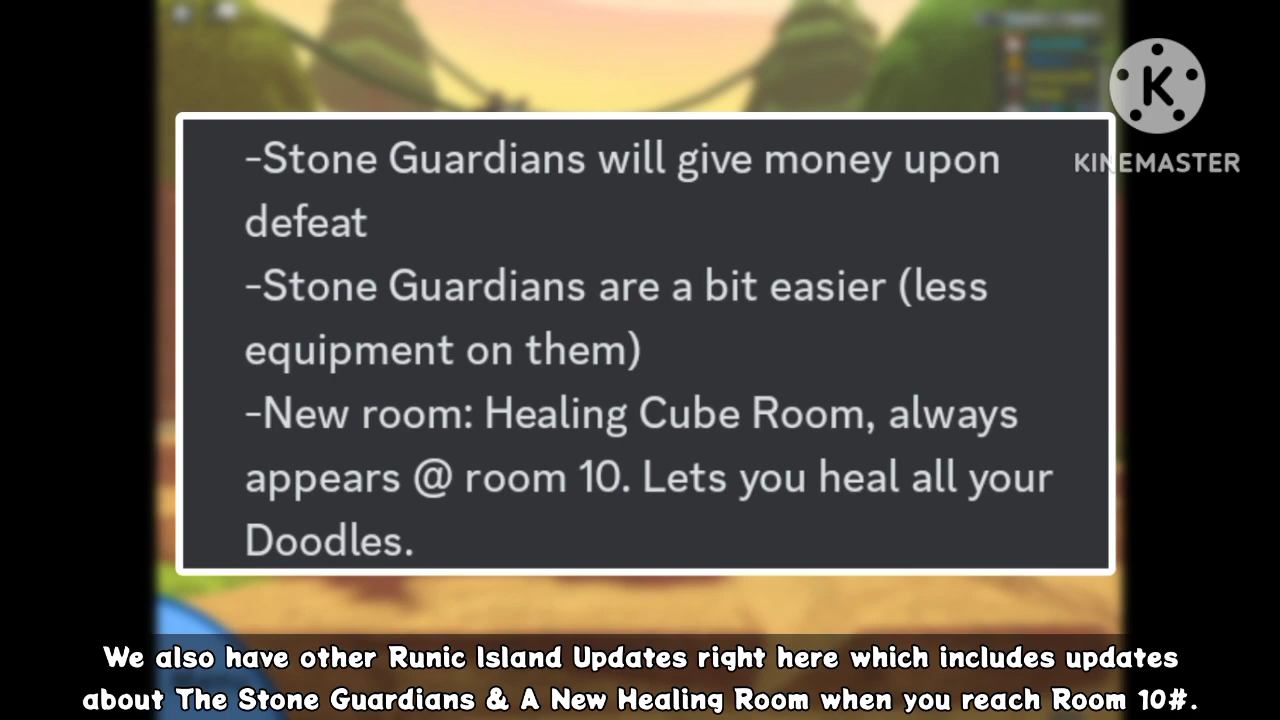 K
KINEMASTER
-Stone Guardians will give money upon
defeat
-Stone Guardians are a bit easier (less
equipment on them)
-New room: Healing Cube Room, always
appears @ room 10. Lets you heal all your
Doodles.
We also have other Runic Island Updates right here which includes updates
about The Stone Guardians & A New Healing Room when you reach Room 10#.